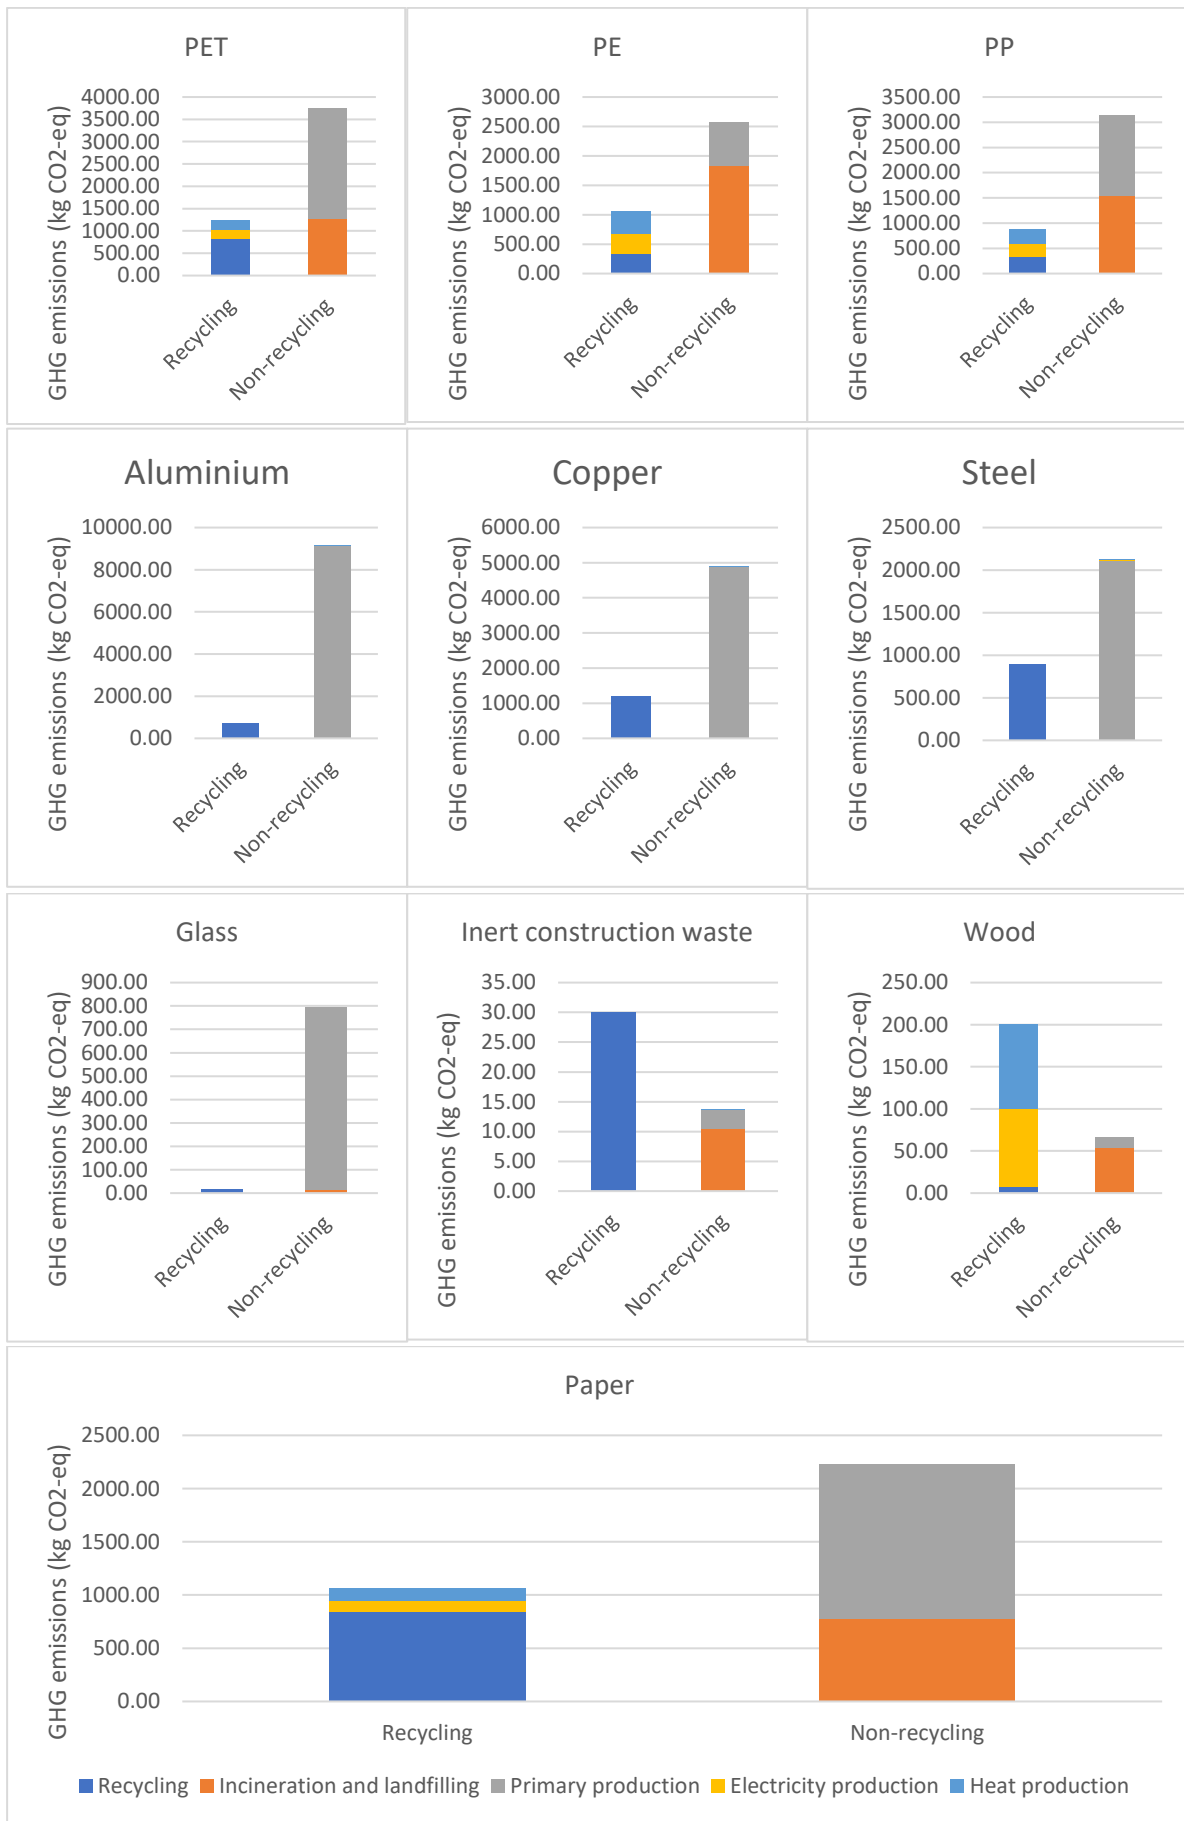 PET
GHG emissions (kg CO2-eq)
4000.00
3500.00
3000.00
2500.00
2000.00
1500.00
1000.00
500.00
0.00
Recycling
Non-recycling
PE
GHG emissions (kg CO2-eq)
3000.00
2500.00
2000.00
1500.00
1000.00
500.00
0.00
Recycling
Non-recycling
PP
GHG emissions (kg CO2-eq)
3500.00
3000.00
2500.00
2000.00
1500.00
1000.00
500.00
0.00
Recycling
Non-recycling
Aluminium
GHG emissions (kg CO2-eq)
10000.00
8000.00
6000.00
4000.00
2000.00
0.00
Recycling
Non-recycling
Copper
GHG emissions (kg CO2-eq)
6000.00
5000.00
4000.00
3000.00
2000.00
1000.00
0.00
Recycling
Non-recycling
Steel
GHG emissions (kg CO2-eq)
2500.00
2000.00
1500.00
1000.00
500.00
0.00
Recycling
Non-recycling
Glass
GHG emissions (kg CO2-eq)
900.00
800.00
700.00
600.00
500.00
400.00
300.00
200.00
100.00
0.00
Recycling
Non-recycling
Inert construction waste
GHG emissions (kg CO2-eq)
35.00
30.00
25.00
20.00
15.00
10.00
5.00
0.00
Recycling
Non-recycling
Wood
GHG emissions (kg CO2-eq)
250.00
200.00
150.00
100.00
50.00
0.00
Recycling
Non-recycling
Paper
GHG emissions (kg CO2-eq)
2500.00
2000.00
1500.00
1000.00
500.00
0.00
Recycling
Non-recycling
Recycling Incineration and landfilling Primary production Electricity production Heat production